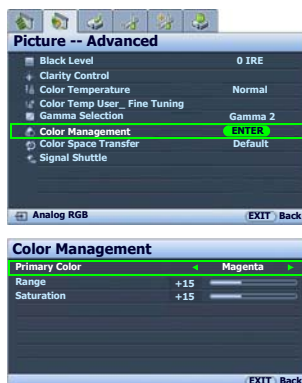 Picture -- Advanced
Black Level 0 IRE
Clarity Control
Color Temperature Normal
Color Temp User_ Fine Tuning
Gamma Selection Gamma 2
Color Management ENTER
Color Space Transfer Default
Signal Shuttle
Analog RGB EXIT Back
Color Management
Primary Color Magenta
Range +15
Saturation +15
EXIT Back